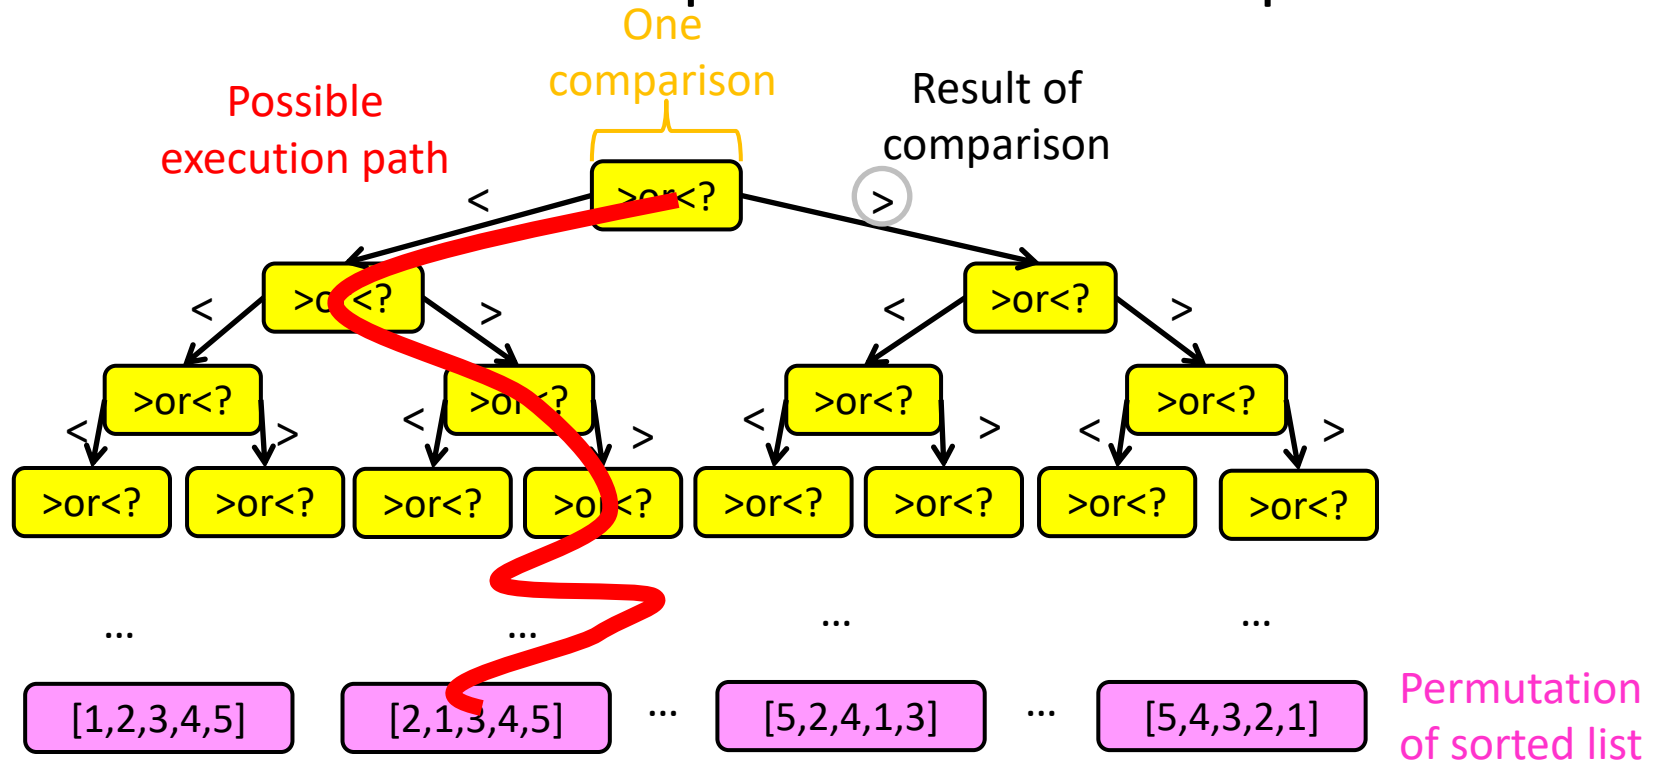 One
comparison
Possible
execution path
Result of
comparison
>or<?
<
>
>or<?
>or<?
<
>
<
>
>or<?
>or<?
>or<?
>or<?
<
>
<
>
<
>
<
>
>or<?
>or<?
>or<?
>or<?
>or<?
>or<?
>or<?
>or<?
...
...
...
...
[1,2,3,4,5]
[2,1,3,4,5]
...
[5,2,4,1,3]
...
[5,4,3,2,1]
Permutation
of sorted list